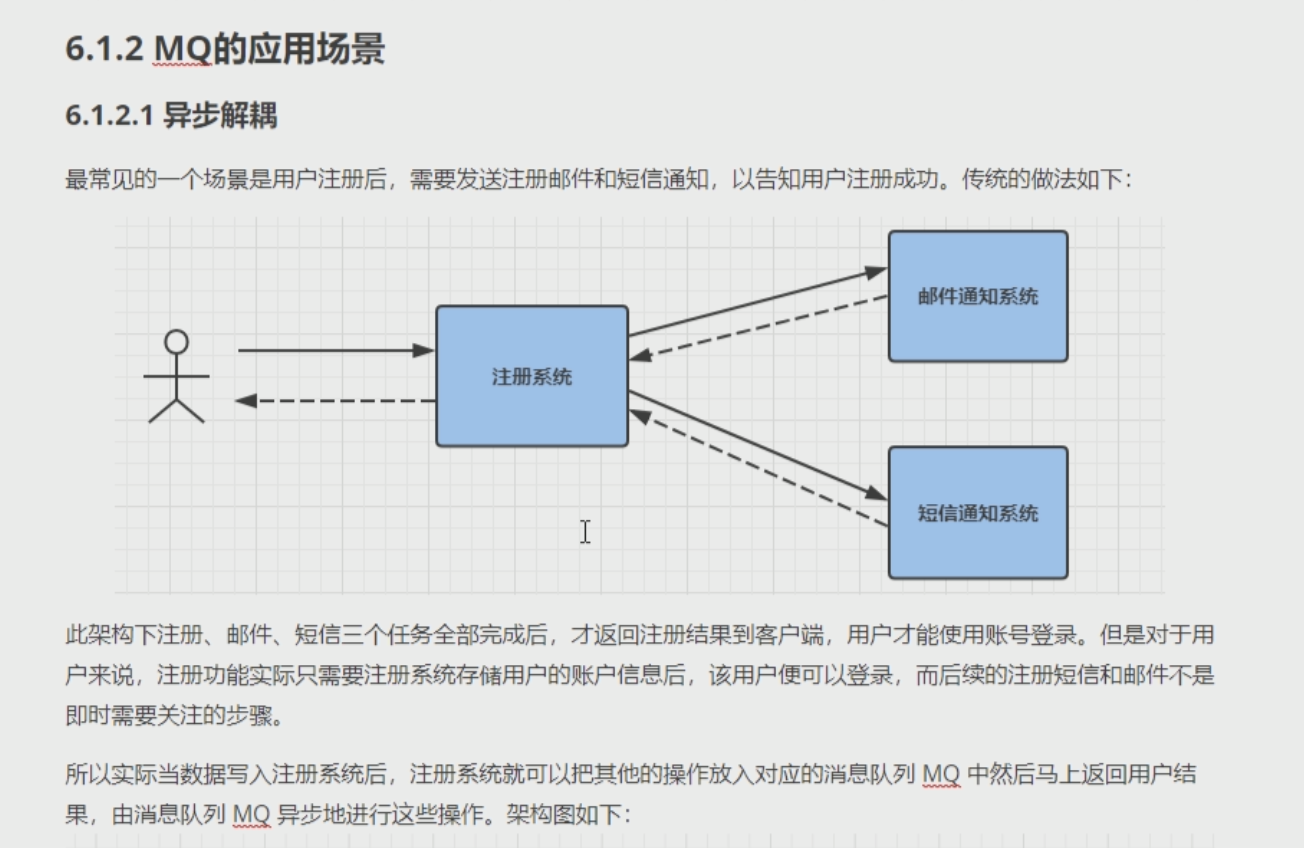 6.1.2 MQ的应用场景
6.1.2.1 异步解耦
最常见的一个场景是用户注册后，需要发送注册邮件和短信通知，以告知用户注册成功。传统的做法如下：
邮件通知系统
注册系统
短信通知系统
此架构下注册、邮件、短信三个任务全部完成后，才返回注册结果到客户端，用户才能使用账号登录。但是对于用
户来说，注册功能实际只需要注册系统存储用户的账户信息后，该用户便可以登录，而后续的注册短信和邮件不是
即时需要关注的步骤。
所以实际当数据写入注册系统后，注册系统就可以把其他的操作放入对应的消息队列 MQ 中然后马上返回用户结
果，由消息队列 MQ 异步地进行这些操作。架构图如下：